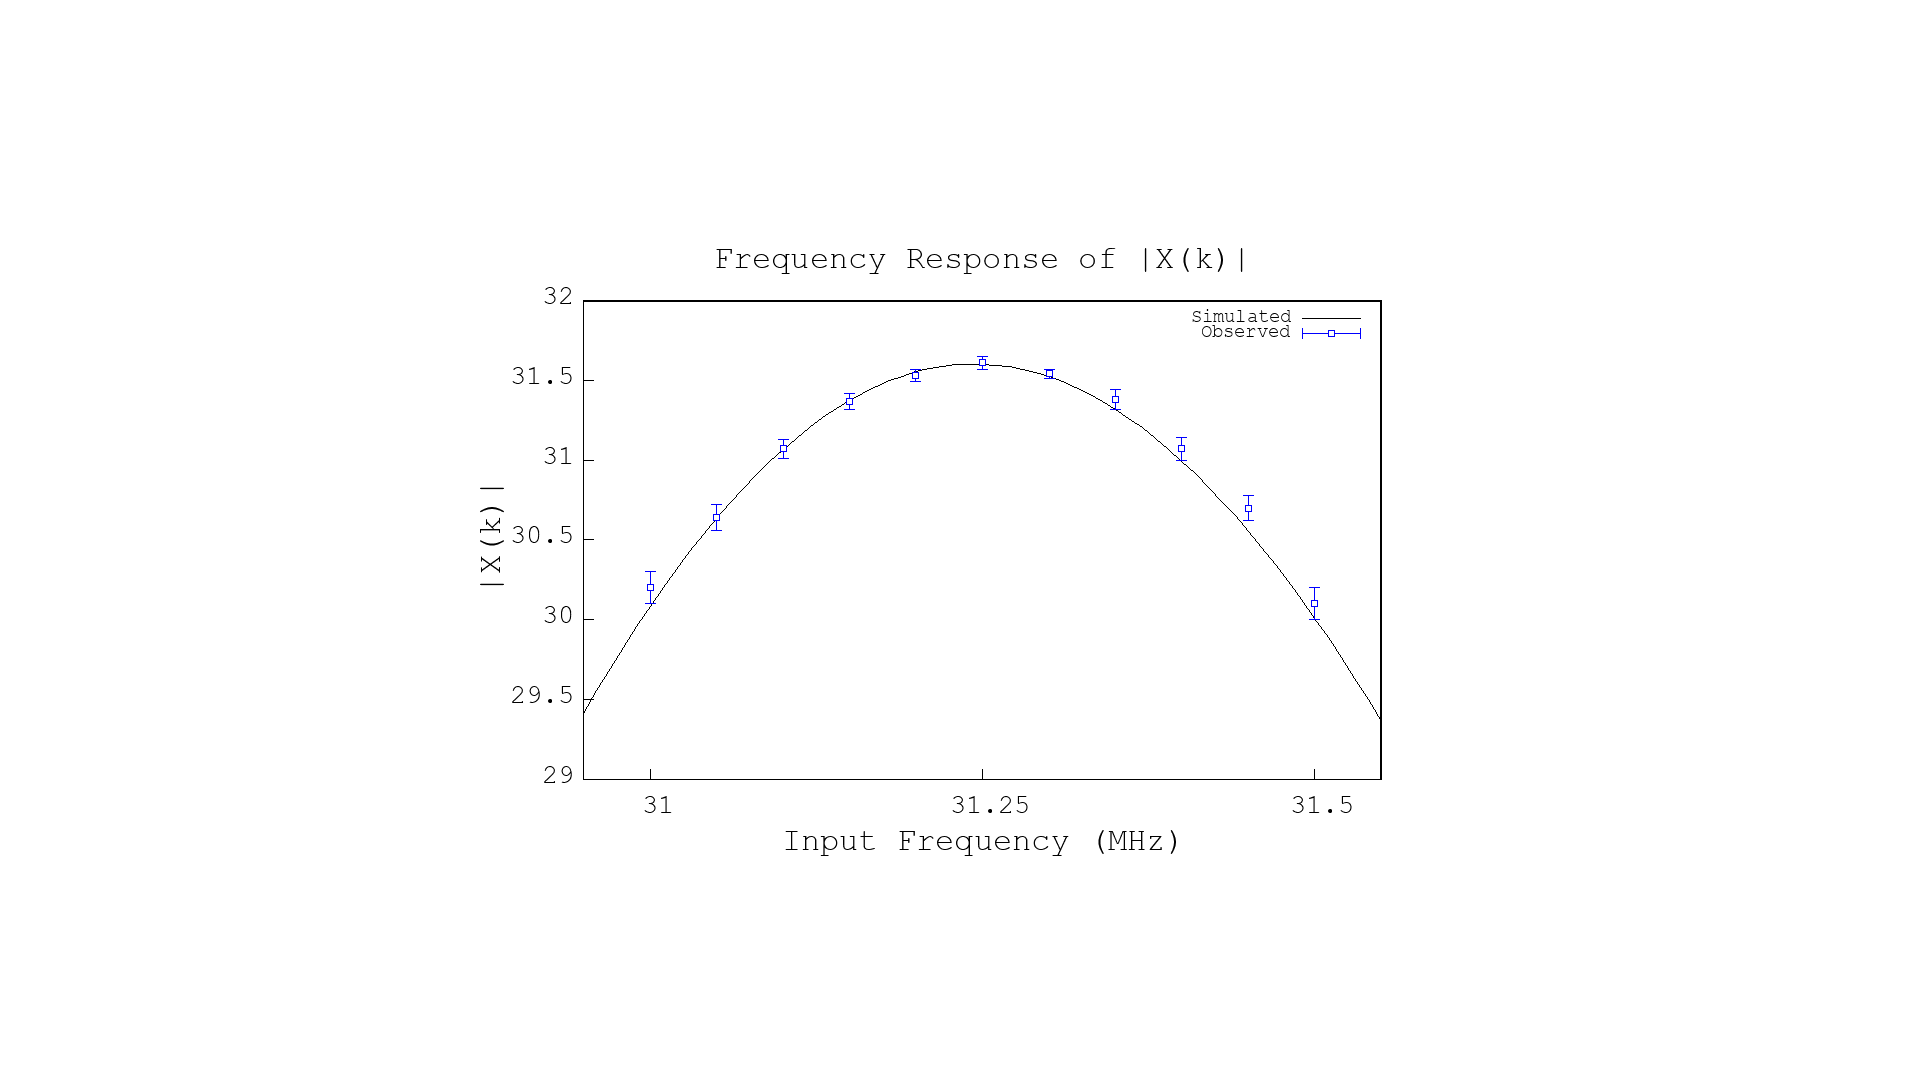 Frequency Response of |X(k)|
32
Simulated
Observed
31.5
31
|X(k)|
30.5
30
29.5
29
31 31.25 31.5
Input Frequency (MHz)